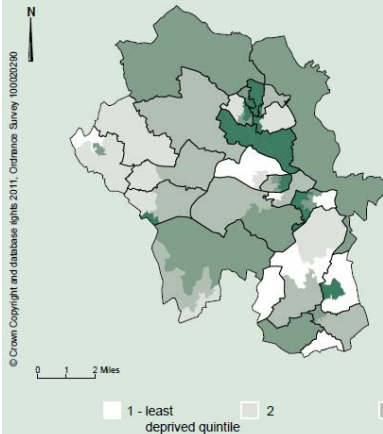 N
© Crown Copyright and database rights 2011, Ordnance Survey 100020290
0 1 2 Miles
1 - least
deprived quintile
2